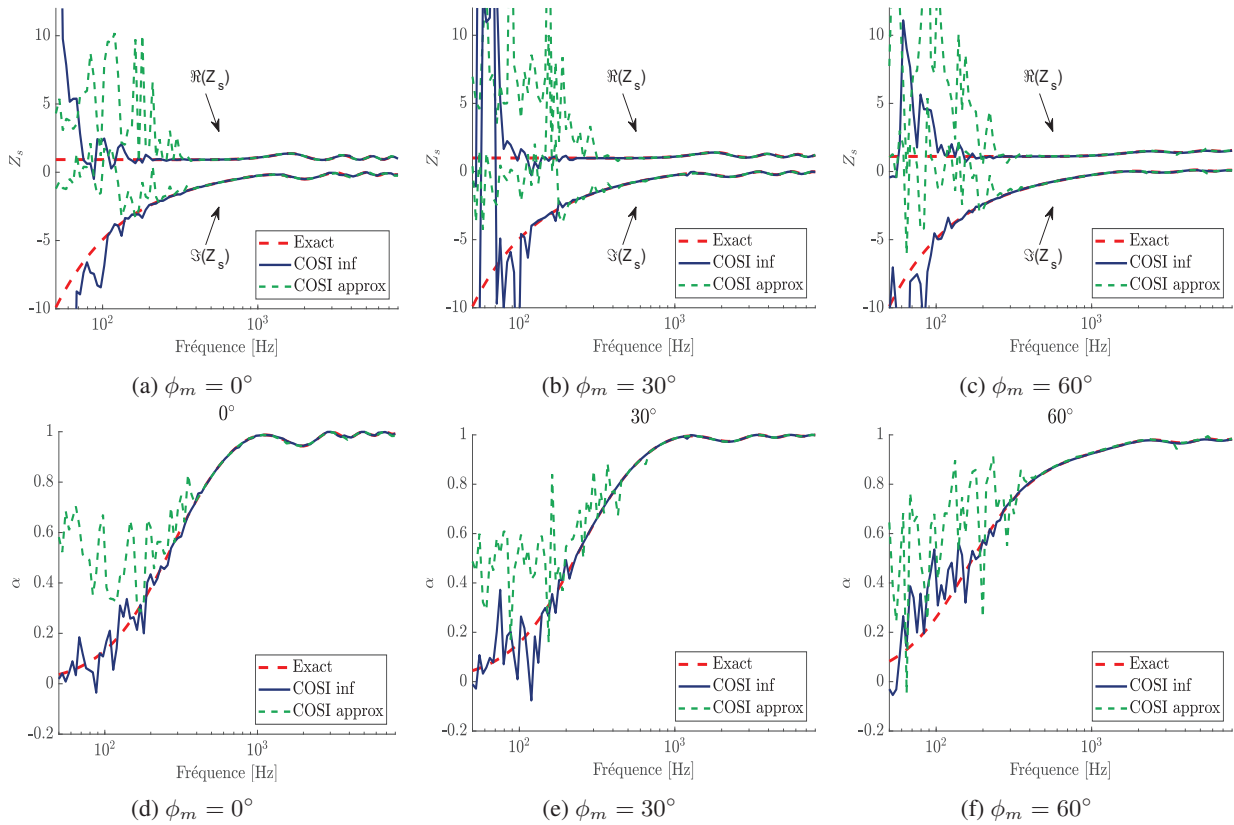 10
5
0
-5
-10
Z_s
ℜ(Z_s)
ℑ(Z_s)
Exact
COSI inf
COSI approx
10^2
10^3
Fréquence [Hz]
(a) ϕ_m = 0°
10
5
0
-5
-10
Z_s
ℜ(Z_s)
ℑ(Z_s)
Exact
COSI inf
COSI approx
10^2
10^3
Fréquence [Hz]
(b) ϕ_m = 30°
10
5
0
-5
-10
Z_s
ℜ(Z_s)
ℑ(Z_s)
Exact
COSI inf
COSI approx
10^2
10^3
Fréquence [Hz]
(c) ϕ_m = 60°
0°
1
0.8
0.6
0.4
0.2
0
-0.2
α
Exact
COSI inf
COSI approx
10^2
10^3
Fréquence [Hz]
(d) ϕ_m = 0°
30°
1
0.8
0.6
0.4
0.2
0
-0.2
α
Exact
COSI inf
COSI approx
10^2
10^3
Fréquence [Hz]
(e) ϕ_m = 30°
60°
1
0.8
0.6
0.4
0.2
0
-0.2
α
Exact
COSI inf
COSI approx
10^2
10^3
Fréquence [Hz]
(f) ϕ_m = 60°